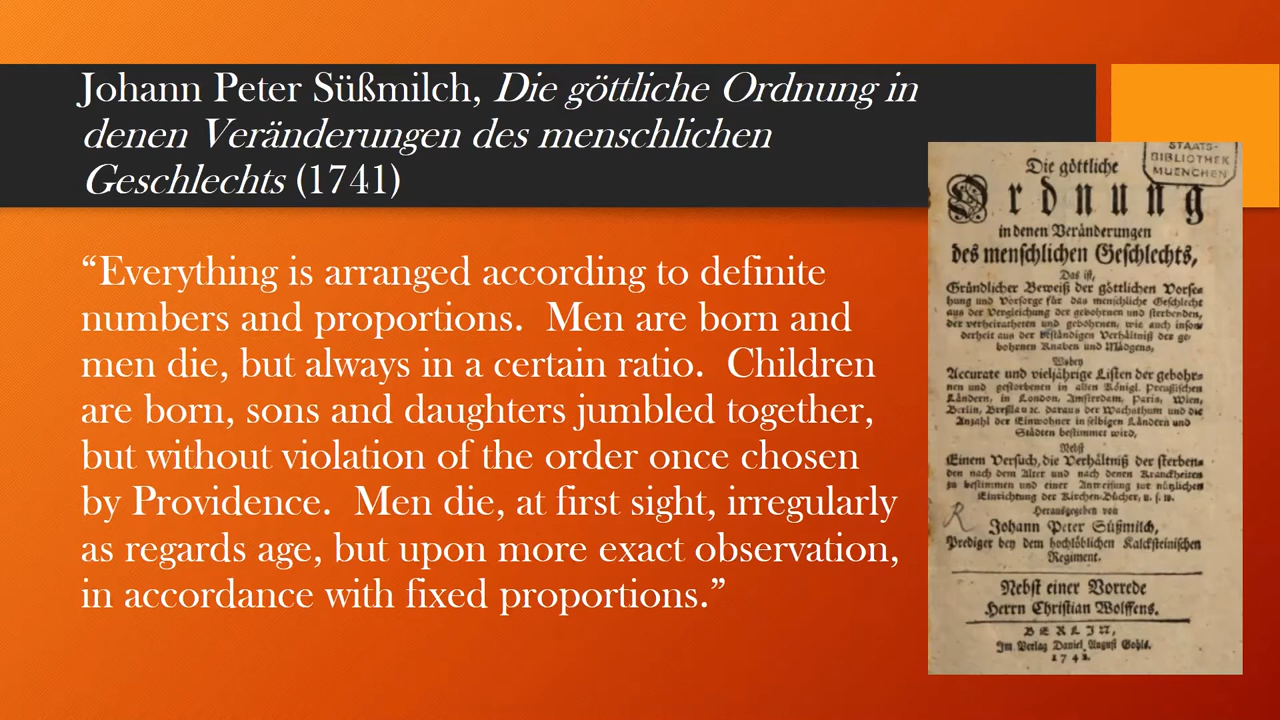 Johann Peter Süßmilch, Die göttliche Ordnung in
denen Veränderungen des menschlichen
Geschlechts (1741)
“Everything is arranged according to definite
numbers and proportions.  Men are born and
men die, but always in a certain ratio.  Children
are born, sons and daughters jumbled together,
but without violation of the order once chosen
by Providence.  Men die, at first sight, irregularly
as regards age, but upon more exact observation,
in accordance with fixed proportions.”
STAATS-
BIBLIOTHEK
MUENCHEN
Die göttliche
Ordnung
in denen Veränderungen
des menschlichen Geschlechts,
Das ist,
Gründlicher Beweiß der göttlichen Vorse-
hung und Vorsorge für das menschliche Geschlecht
aus der Vergleichung der gebohrnen und sterbenden,
der verheiratheten und gebohrnen, wie auch inson-
derheit aus der beständigen Verhältniß der ge-
bohrnen Knaben und Mädgens,
Wobey
Accurate und vieljährige Listen der gebohr-
nen und gestorbenen in allen Königl. Preußischen
Ländern, in London, Amsterdam, Paris, Wien,
Berlin, Breßlau ꝛc. daraus der Wachsthum und die
Anzahl der Einwohner in selbigen Ländern und
Städten bestimmet wird,
Nebst
Einem Versuch, die Verhältniß der sterben-
den nach dem Alter und nach denen Kranckheiten
zu bestimmen und einer Anweisung zur nützlichen
Einrichtung der Kirchen-Bücher, u. s. w.
Herausgegeben von
R
Johann Peter Süßmilch,
Prediger bey dem hochlöblichen Kalcksteinischen
Regiment.
Nebst einer Vorrede
Herrn Christian Wolffens.
BERLIN,
Im Verlag Daniel August Gohls.
1741.